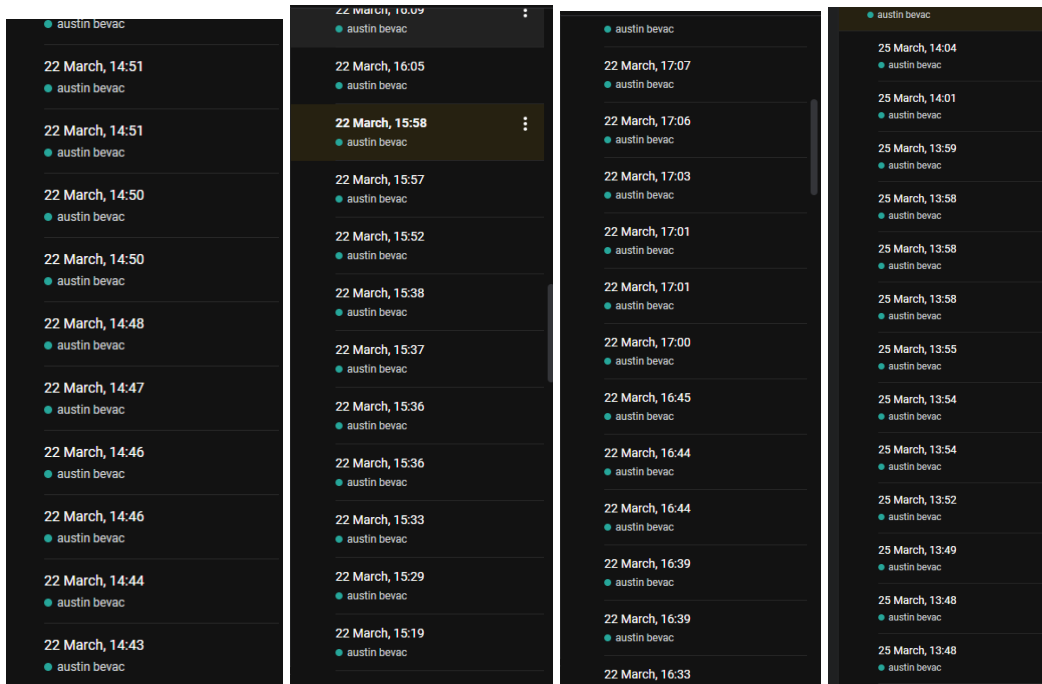 austin bevac
22 March, 14:51
austin bevac
22 March, 14:51
austin bevac
22 March, 14:50
austin bevac
22 March, 14:50
austin bevac
22 March, 14:48
austin bevac
22 March, 14:47
austin bevac
22 March, 14:46
austin bevac
22 March, 14:46
austin bevac
22 March, 14:44
austin bevac
22 March, 14:43
austin bevac
22 March, 16:09
austin bevac
22 March, 16:05
austin bevac
22 March, 15:58
austin bevac
22 March, 15:57
austin bevac
22 March, 15:52
austin bevac
22 March, 15:38
austin bevac
22 March, 15:37
austin bevac
22 March, 15:36
austin bevac
22 March, 15:36
austin bevac
22 March, 15:33
austin bevac
22 March, 15:29
austin bevac
22 March, 15:19
austin bevac
austin bevac
22 March, 17:07
austin bevac
22 March, 17:06
austin bevac
22 March, 17:03
austin bevac
22 March, 17:01
austin bevac
22 March, 17:01
austin bevac
22 March, 17:00
austin bevac
22 March, 16:45
austin bevac
22 March, 16:44
austin bevac
22 March, 16:44
austin bevac
22 March, 16:39
austin bevac
22 March, 16:39
austin bevac
22 March, 16:33
austin bevac
25 March, 14:04
austin bevac
25 March, 14:01
austin bevac
25 March, 13:59
austin bevac
25 March, 13:58
austin bevac
25 March, 13:58
austin bevac
25 March, 13:58
austin bevac
25 March, 13:55
austin bevac
25 March, 13:54
austin bevac
25 March, 13:54
austin bevac
25 March, 13:52
austin bevac
25 March, 13:49
austin bevac
25 March, 13:48
austin bevac
25 March, 13:48
austin bevac